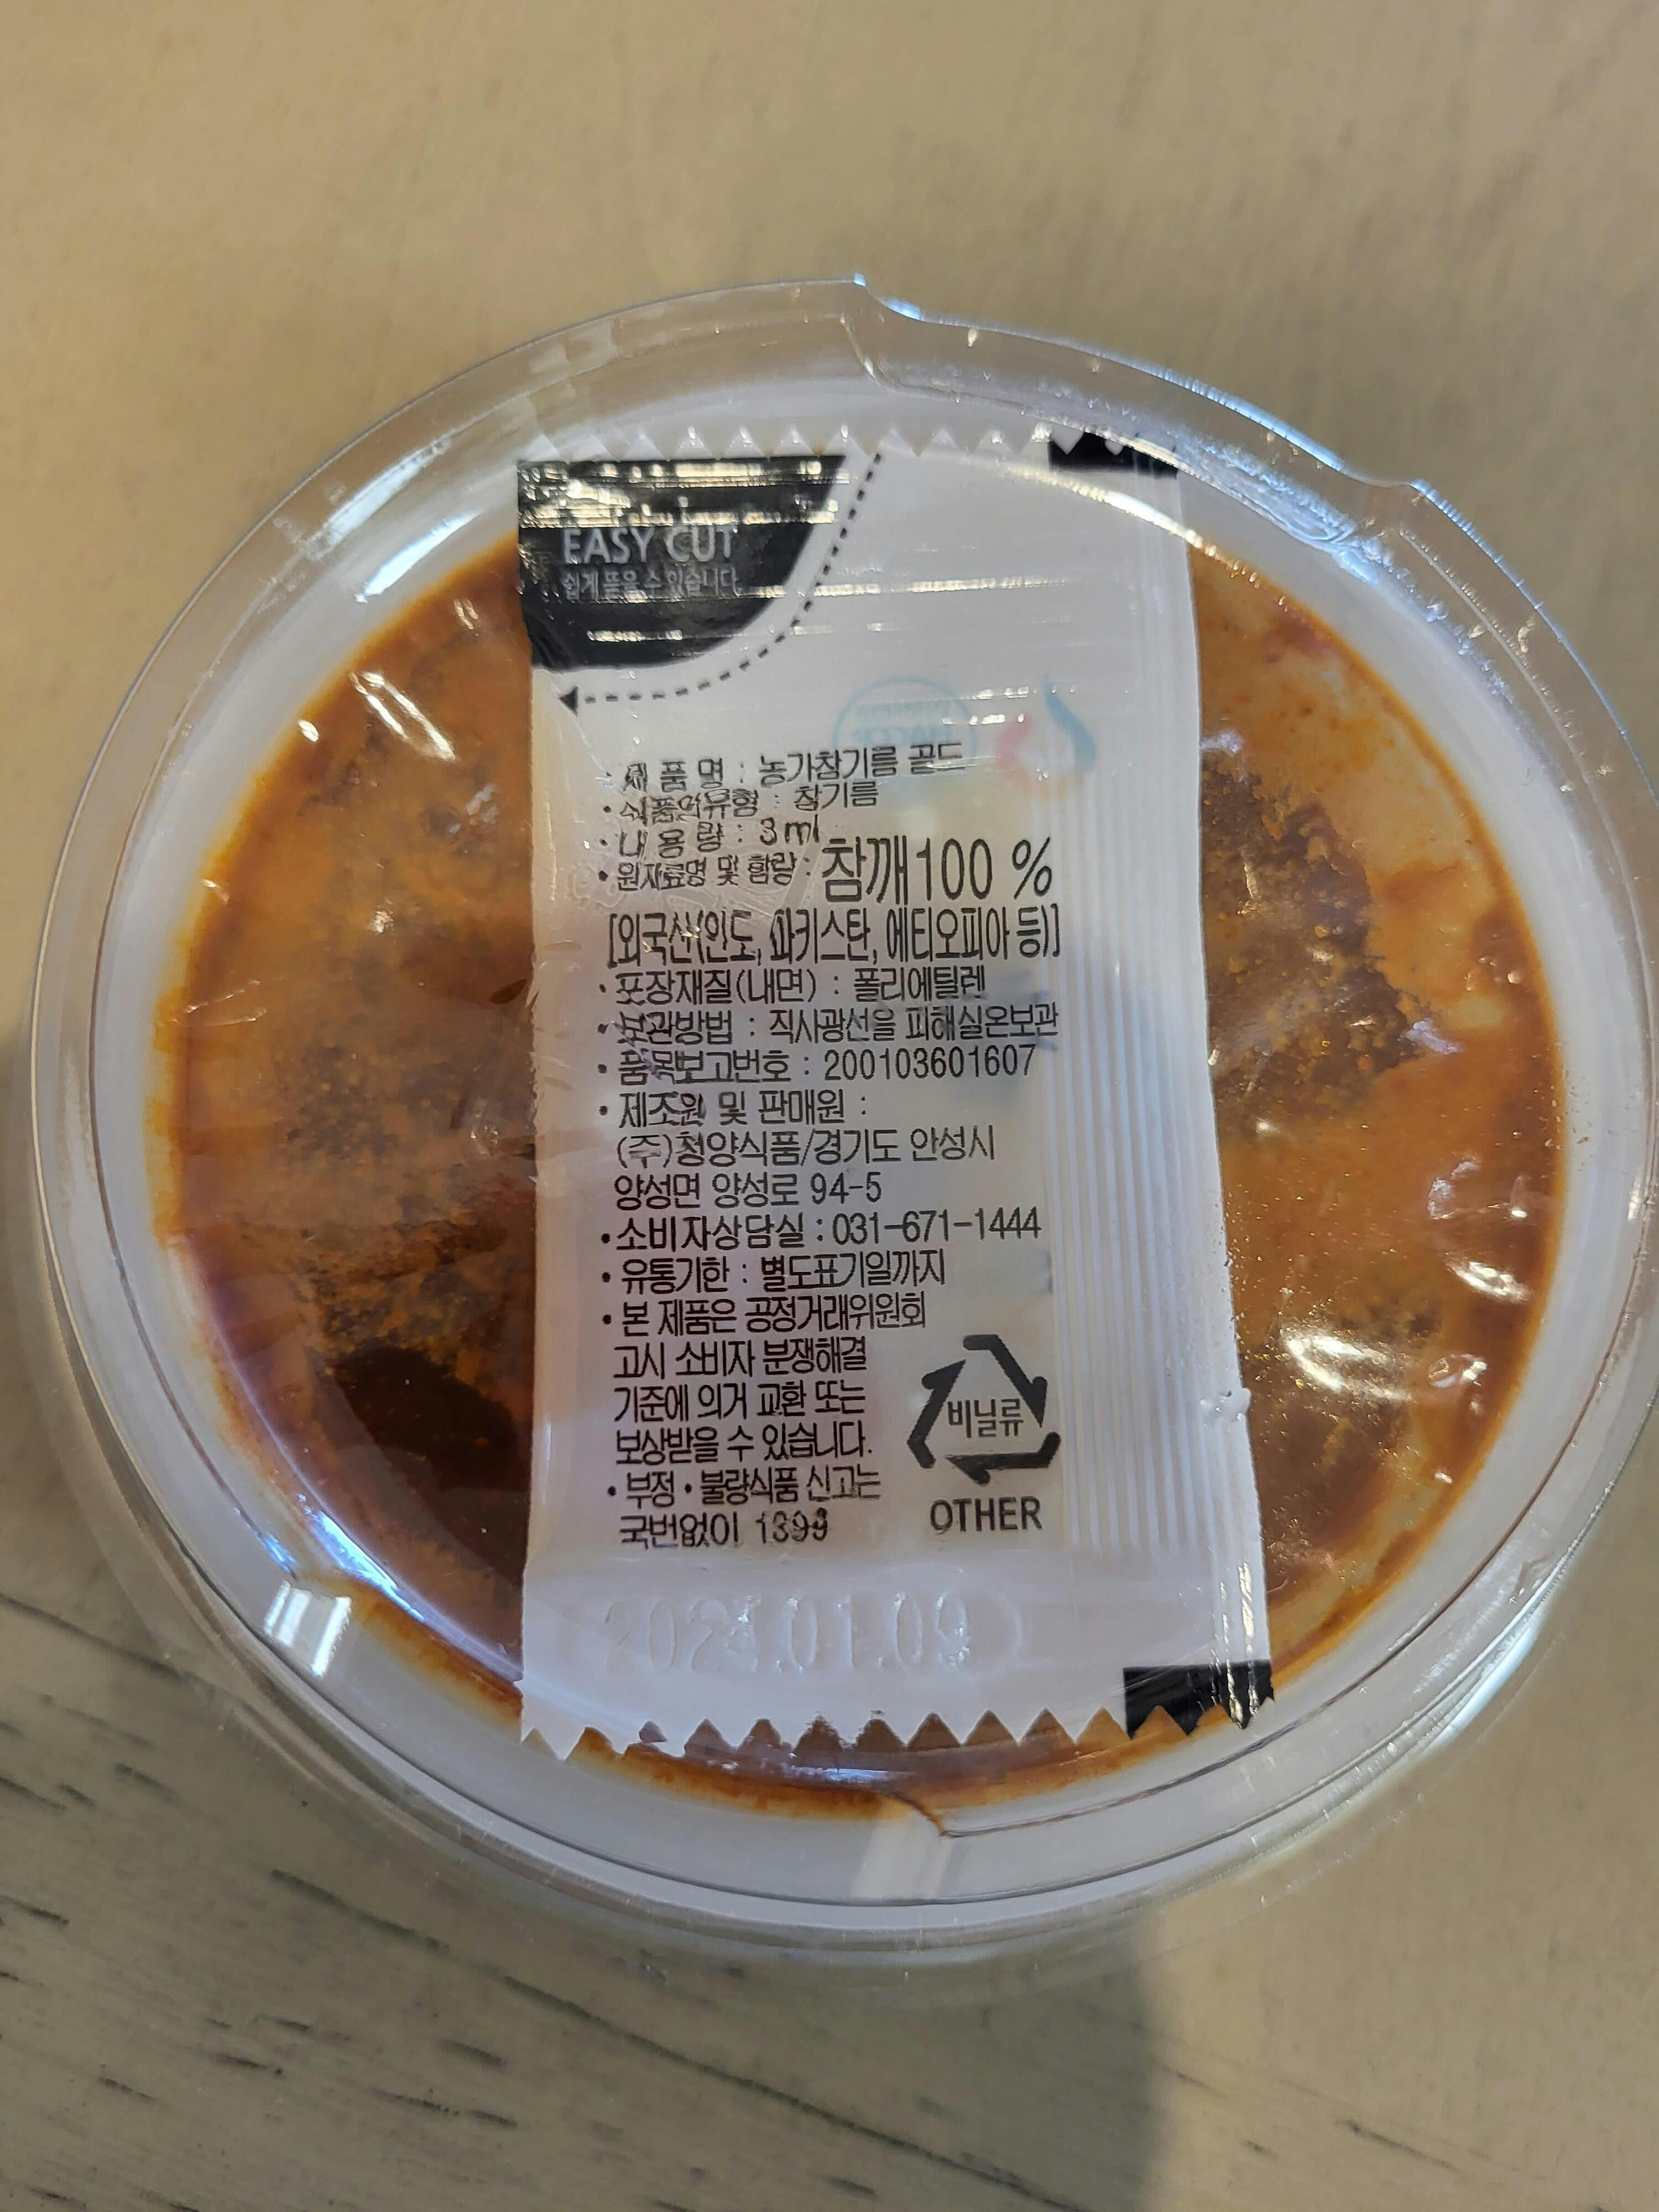 EASY CUT
쉽게 뜯을 수 있습니다.
· 제 품 명 : 농가참기름 골드
· 식품의유형 : 참기름
· 내 용 량 : 3ml
· 원재료명 및 함량 : 참깨100 %
[외국산(인도, 파키스탄, 에티오피아 등)]
· 포장재질(내면) : 폴리에틸렌
· 보관방법 : 직사광선을 피해실온보관
· 품목보고번호 : 200103601607
· 제조원 및 판매원 :
(주)청양식품/경기도 안성시
양성면 양성로 94-5
· 소비자상담실 : 031-671-1444
· 유통기한 : 별도표기일까지
· 본 제품은 공정거래위원회
고시 소비자 분쟁해결
기준에 의거 교환 또는
보상받을 수 있습니다.
· 부정 · 불량식품 신고는
국번없이 1399
비닐류
OTHER